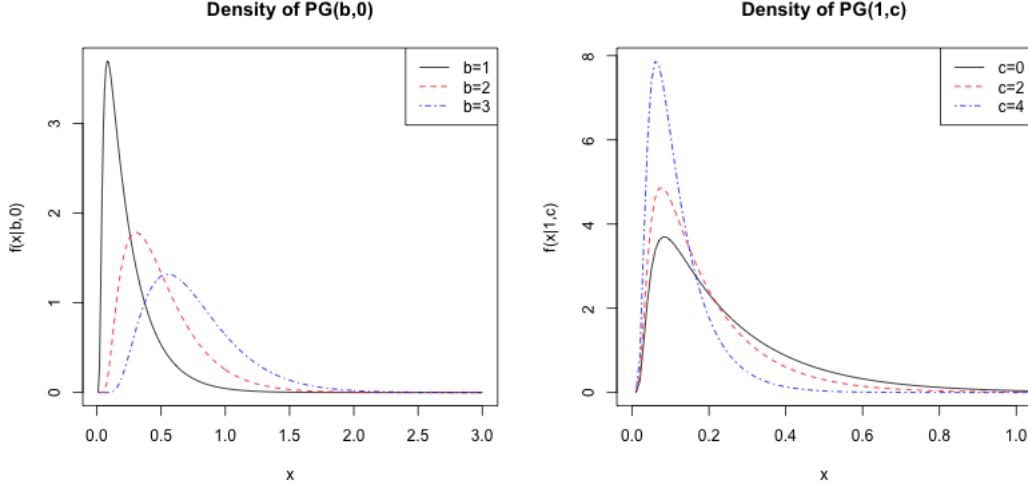 Density of PG(b,0)
f(x|b,0)
0
1
2
3
b=1
b=2
b=3
0.0 0.5 1.0 1.5 2.0 2.5 3.0
x
Density of PG(1,c)
f(x|1,c)
0
2
4
6
8
c=0
c=2
c=4
0.0 0.2 0.4 0.6 0.8 1.0
x